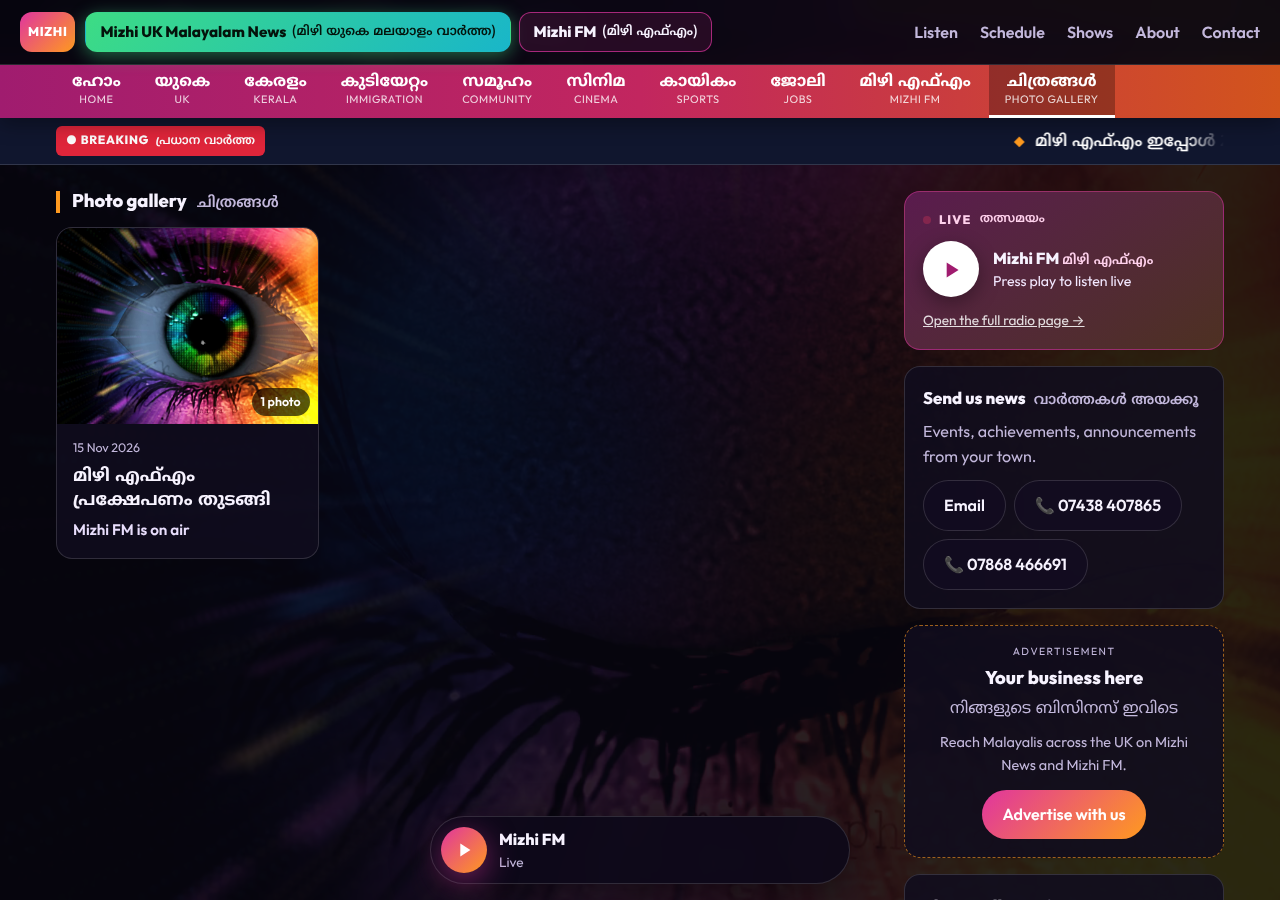 MIZHI
Mizhi UK Malayalam News (മിഴി യുകെ മലയാളം വാർത്ത)
Mizhi FM (മിഴി എഫ്എം)
Listen
Schedule
Shows
About
Contact
ഹോം
HOME
യുകെ
UK
കേരളം
KERALA
കുടിയേറ്റം
IMMIGRATION
സമൂഹം
COMMUNITY
സിനിമ
CINEMA
കായികം
SPORTS
ജോലി
JOBS
മിഴി എഫ്എം
MIZHI FM
ചിത്രങ്ങൾ
PHOTO GALLERY
BREAKING പ്രധാന വാർത്ത
മിഴി എഫ്എം ഇപ്പോൾ
Photo gallery ചിത്രങ്ങൾ
1 photo
15 Nov 2026
മിഴി എഫ്എം
പ്രക്ഷേപണം തുടങ്ങി
Mizhi FM is on air
LIVE തത്സമയം
Mizhi FM മിഴി എഫ്എം
Press play to listen live
Open the full radio page →
Send us news വാർത്തകൾ അയക്കൂ
Events, achievements, announcements
from your town.
Email
07438 407865
07868 466691
ADVERTISEMENT
Your business here
നിങ്ങളുടെ ബിസിനസ് ഇവിടെ
Reach Malayalis across the UK on Mizhi
News and Mizhi FM.
Advertise with us
Mizhi FM
Live